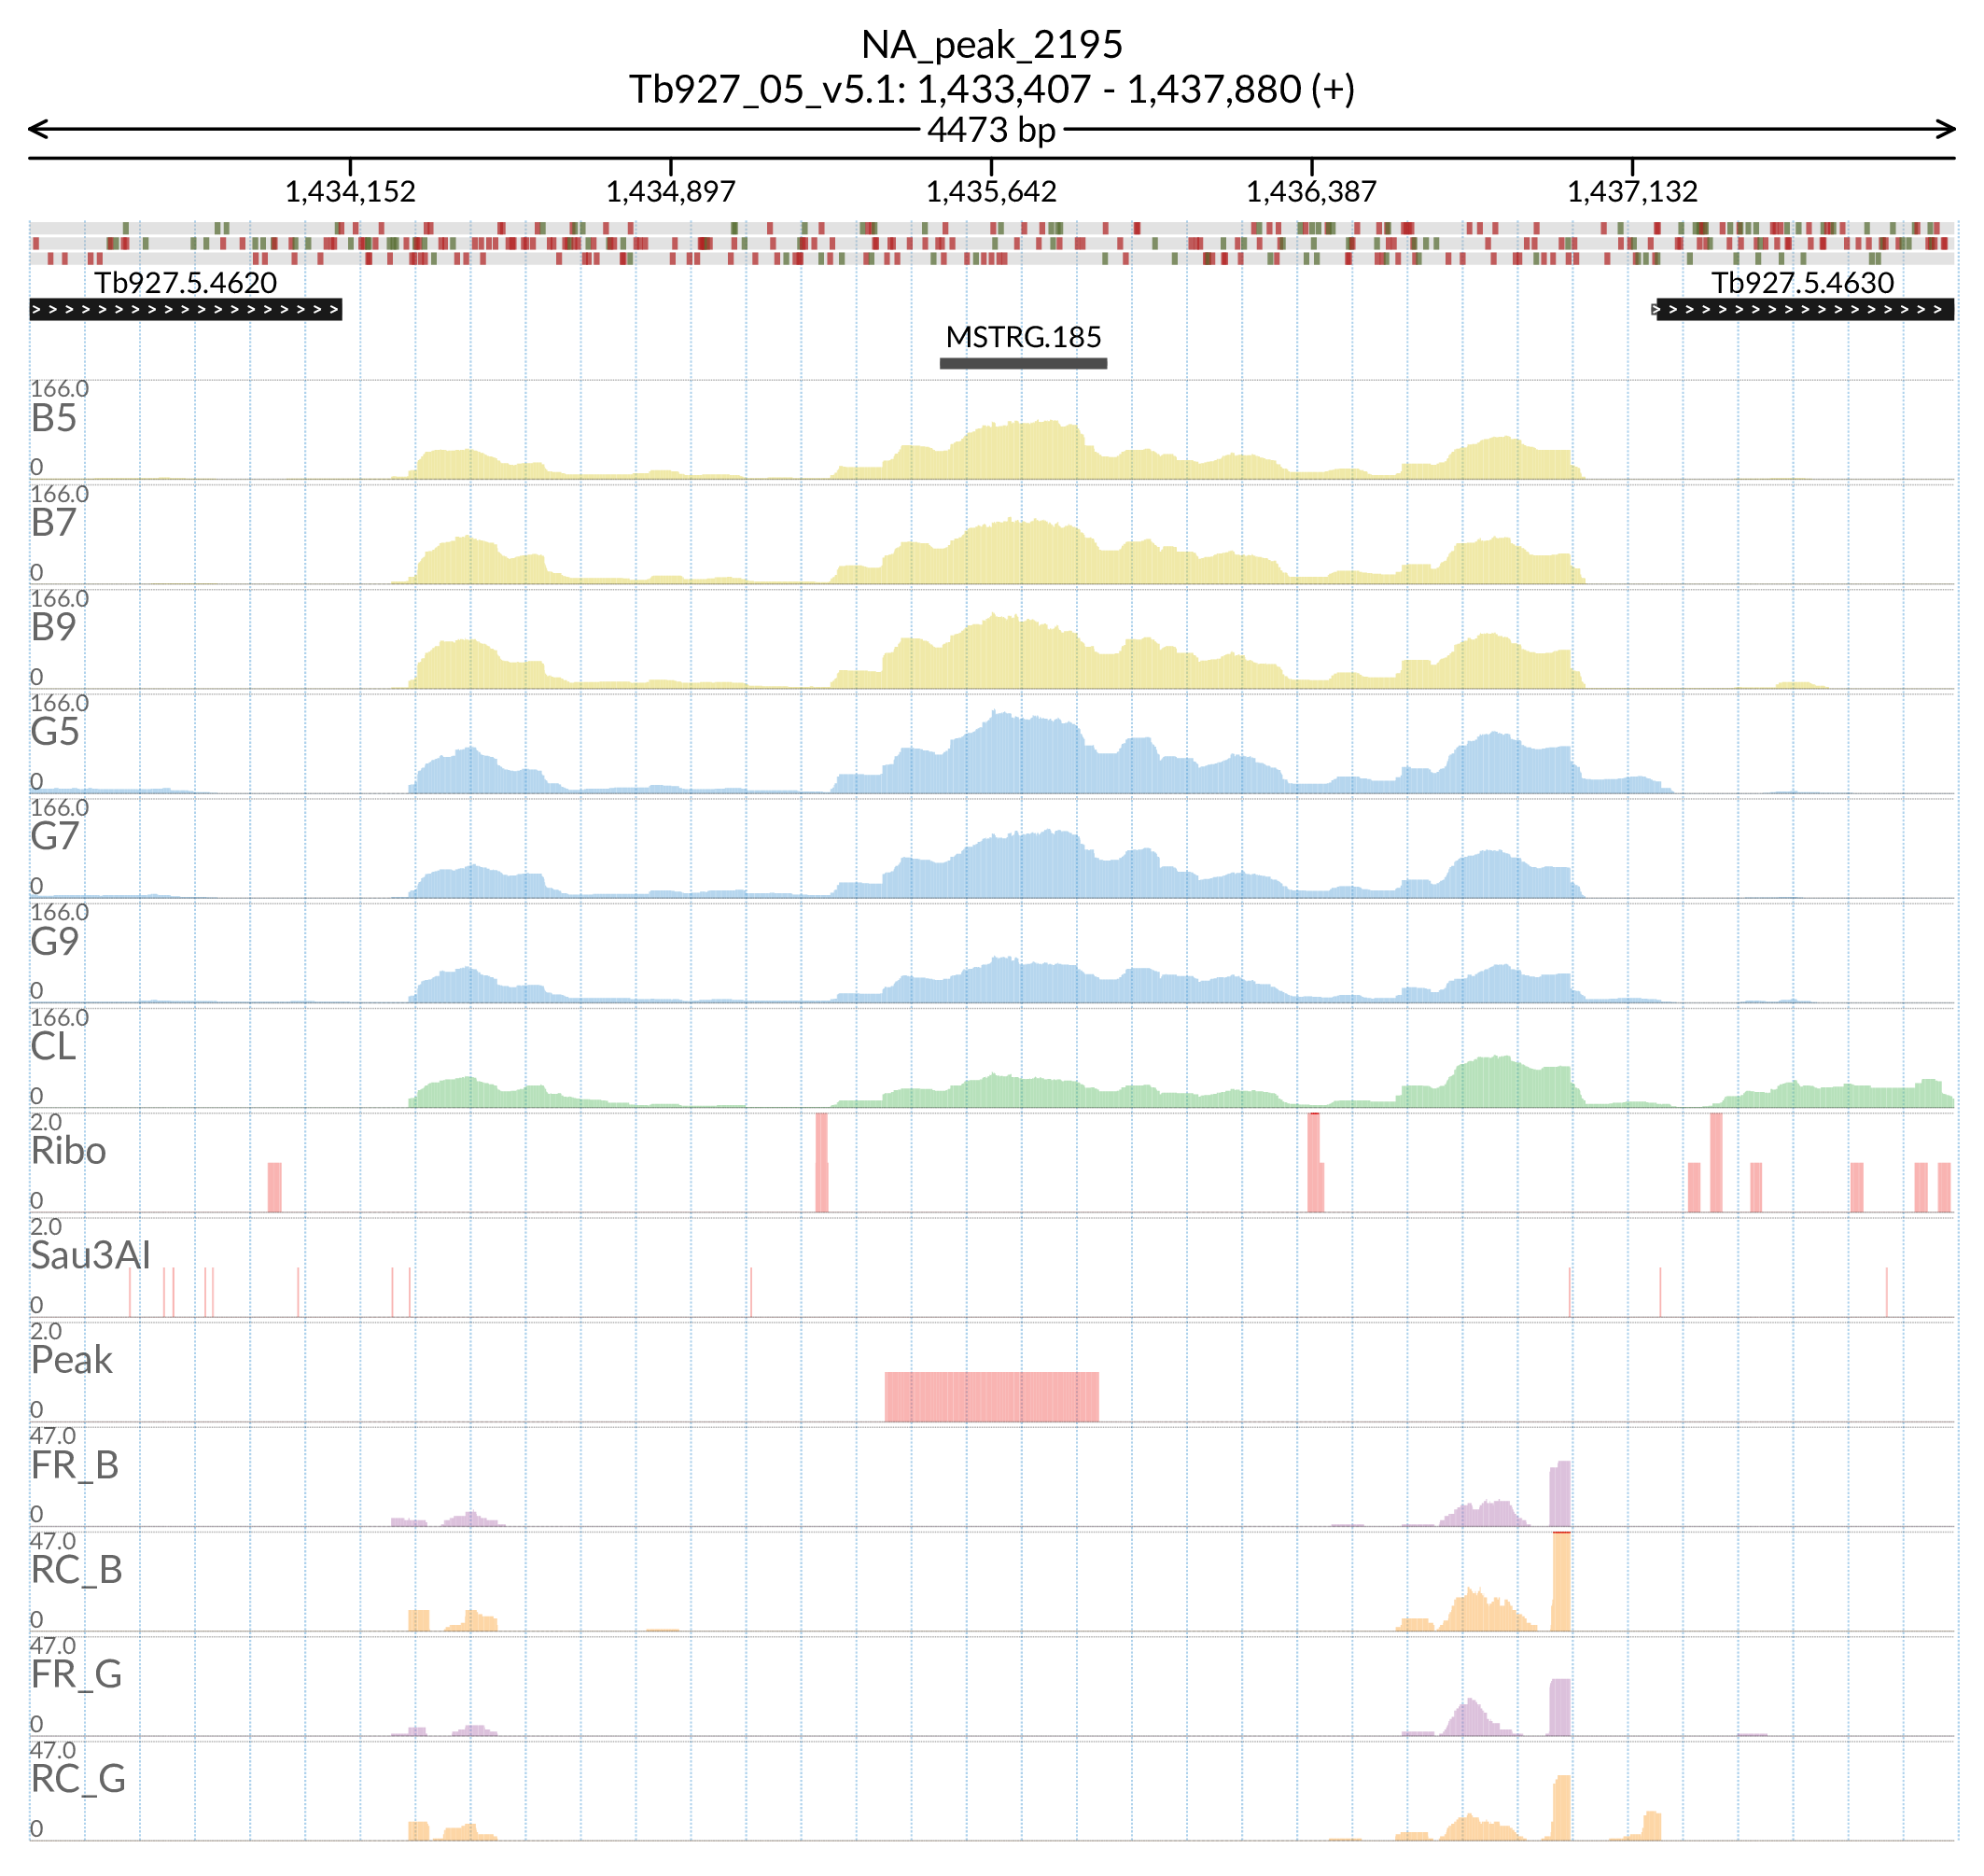 NA_peak_2195
Tb927_05_v5.1: 1,433,407 - 1,437,880 (+)
4473 bp
1,434,152 1,434,897 1,435,642 1,436,387 1,437,132
Tb927.5.4620 Tb927.5.4630
MSTRG.185
166.0
B5
0
166.0
B7
0
166.0
B9
0
166.0
G5
0
166.0
G7
0
166.0
G9
0
166.0
CL
0
2.0
Ribo
0
2.0
Sau3AI
0
2.0
Peak
0
47.0
FR_B
0
47.0
RC_B
0
47.0
FR_G
0
47.0
RC_G
0